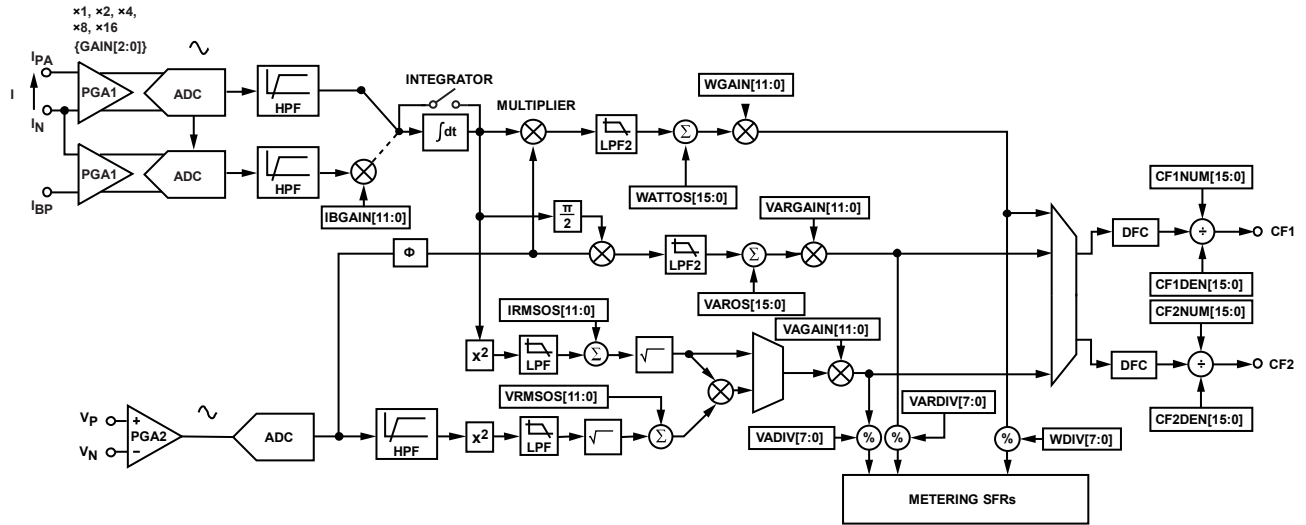 ×1, ×2, ×4,
×8, ×16
{GAIN[2:0]}
IPA
I
IN
IBP
PGA1
ADC
HPF
PGA1
ADC
HPF
IBGAIN[11:0]
INTEGRATOR
∫dt
MULTIPLIER
LPF2
Σ
WATTOS[15:0]
WGAIN[11:0]
π
2
Φ
LPF2
Σ
VAROS[15:0]
VARGAIN[11:0]
IRMSOS[11:0]
x2
LPF
Σ
√
VAGAIN[11:0]
VRMSOS[11:0]
VP
VN
+
−
PGA2
ADC
HPF
x2
LPF
√
Σ
VADIV[7:0]
%
%
VARDIV[7:0]
%
WDIV[7:0]
METERING SFRs
CF1NUM[15:0]
DFC
÷
CF1
CF1DEN[15:0]
CF2NUM[15:0]
DFC
÷
CF2
CF2DEN[15:0]